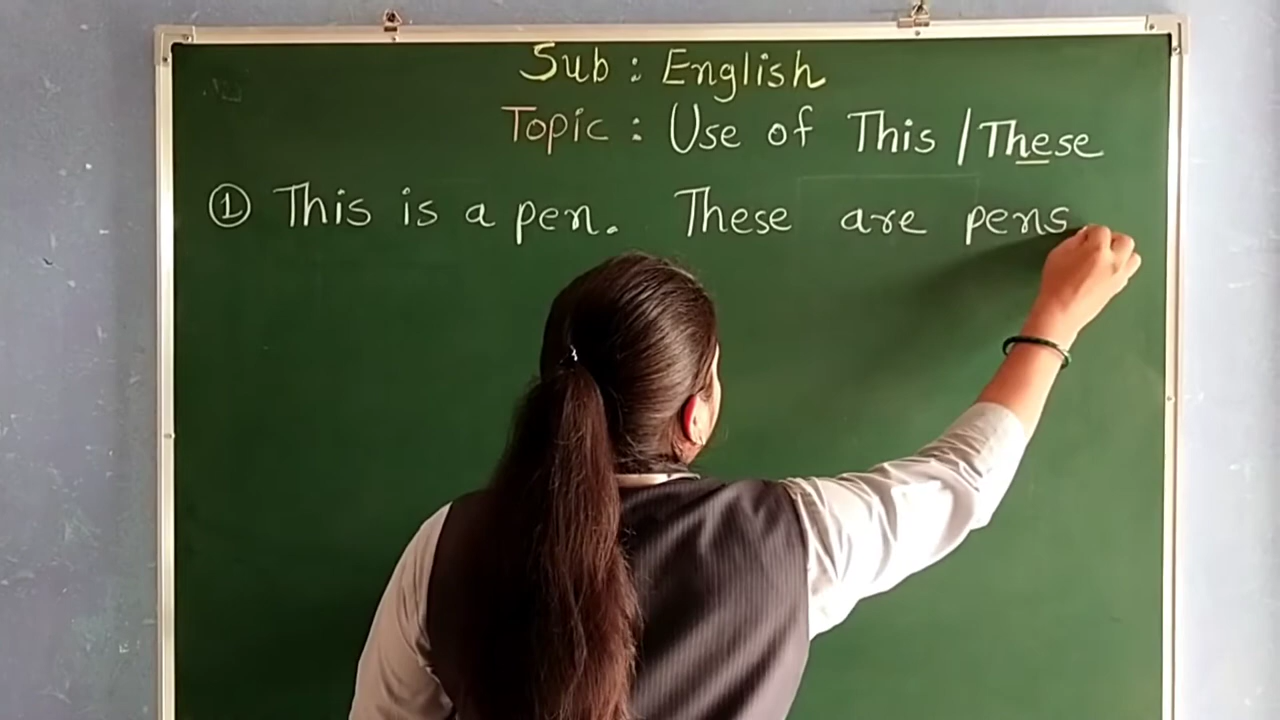 Sub : English
Topic : Use of This / These
① This is a pen. These are pens